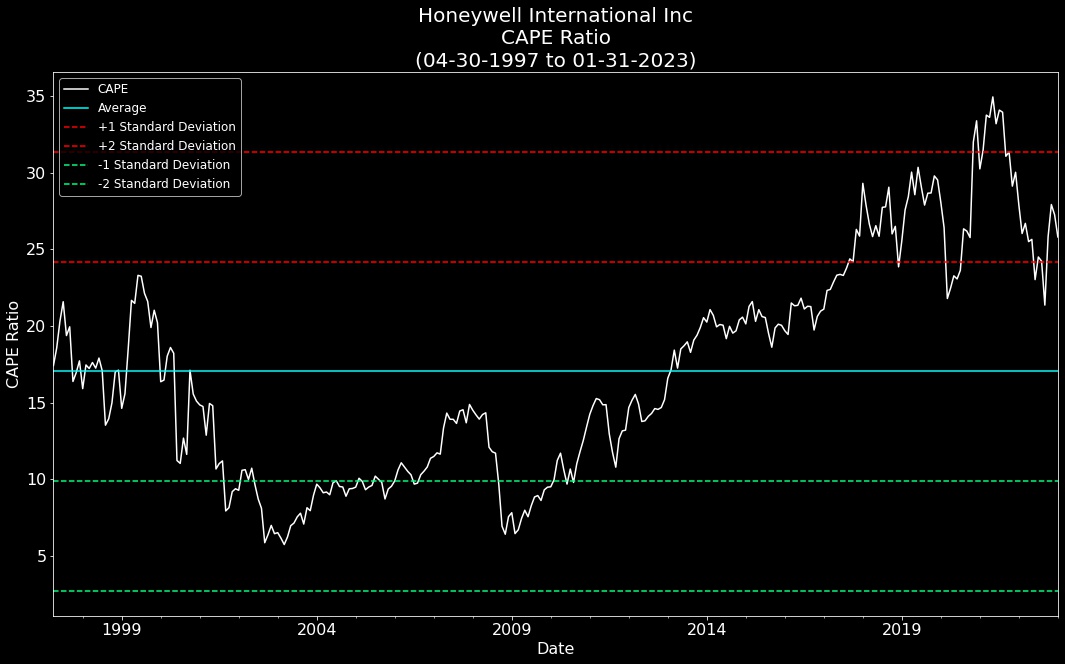 Honeywell International Inc
CAPE Ratio
(04-30-1997 to 01-31-2023)
CAPE
Average
+1 Standard Deviation
+2 Standard Deviation
-1 Standard Deviation
-2 Standard Deviation
CAPE Ratio
35
30
25
20
15
10
5
1999 2004 2009 2014 2019
Date